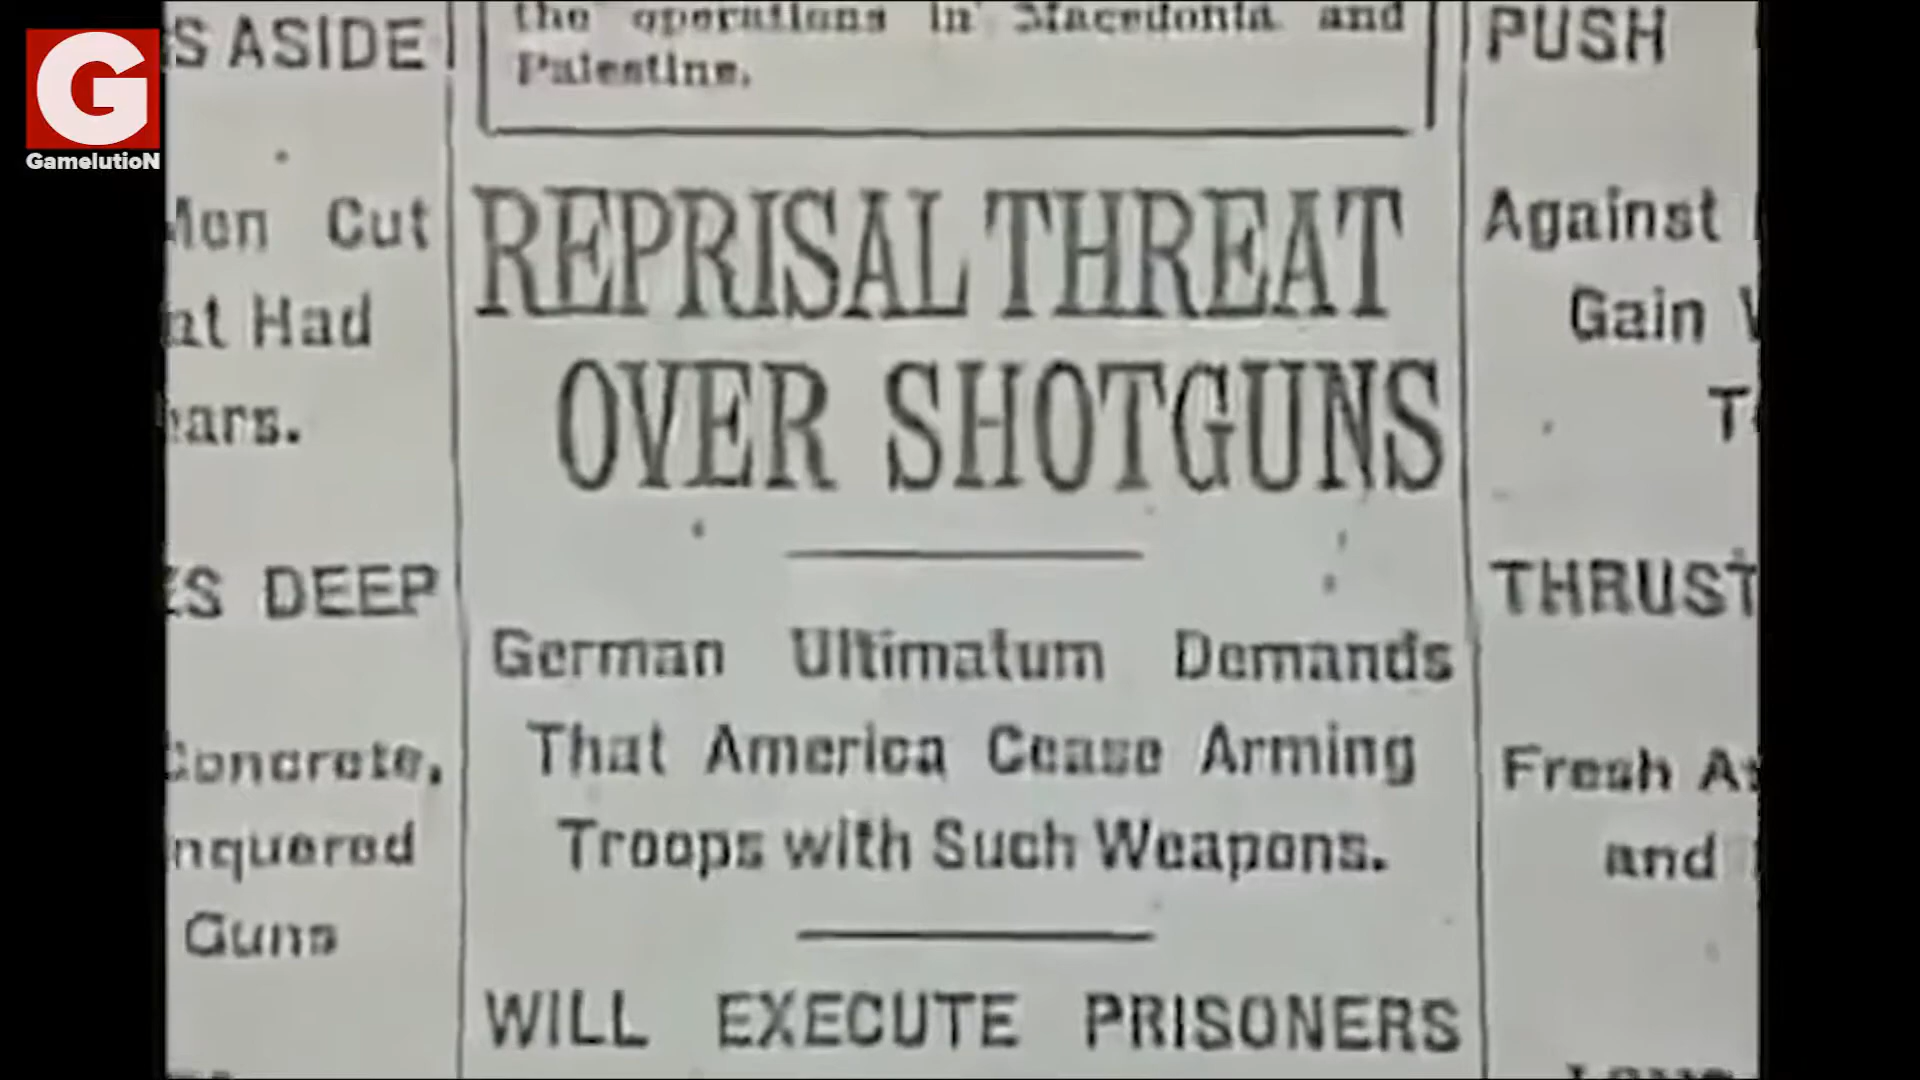 G
GamelutioN
S ASIDE
Men Cut
at Had
ars.
ES DEEP
Concrete,
nquered
Guns
the operations in Macedonia and
Palestine.
REPRISAL THREAT
OVER SHOTGUNS
German Ultimatum Demands
That America Cease Arming
Troops with Such Weapons.
WILL EXECUTE PRISONERS
PUSH
Against
Gain
THRUST
Fresh
and